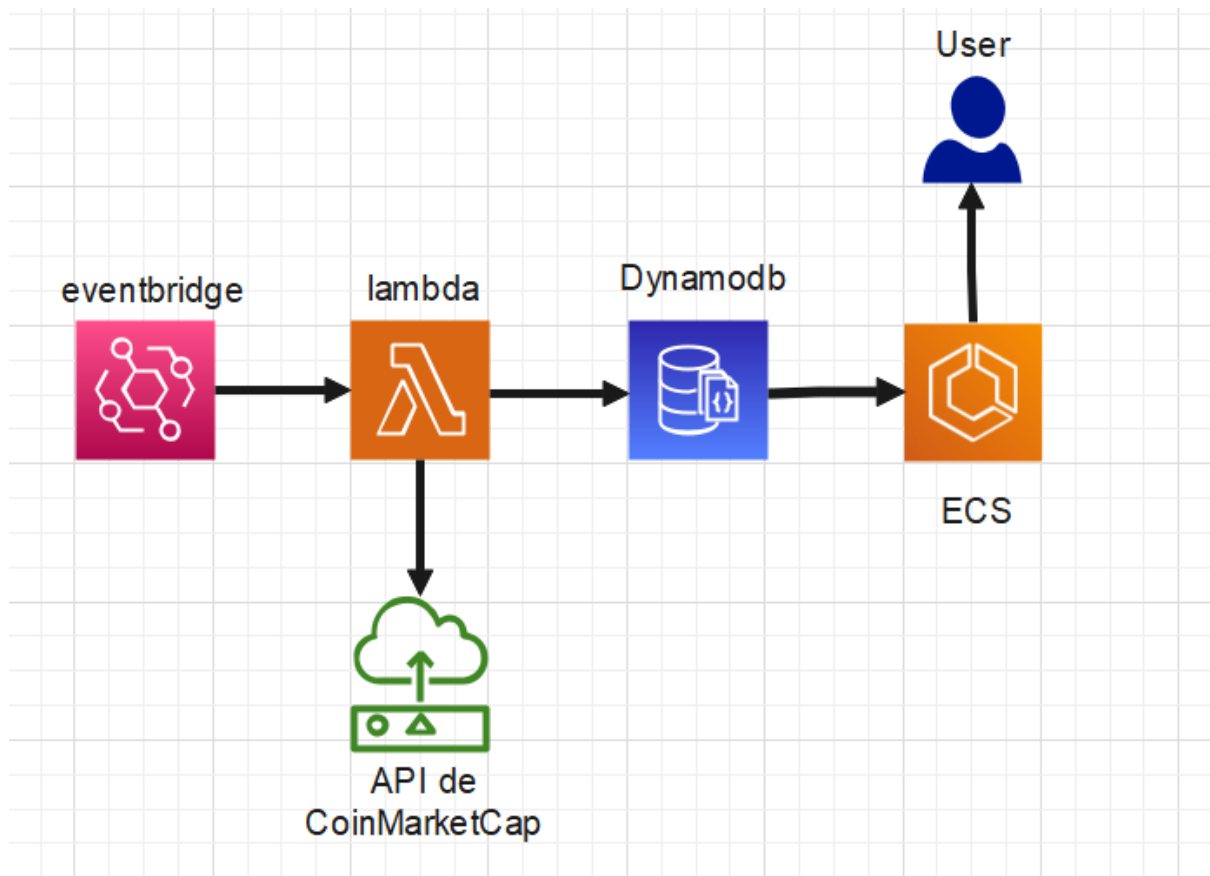 User
eventbridge
lambda
Dynamodb
ECS
API de
CoinMarketCap